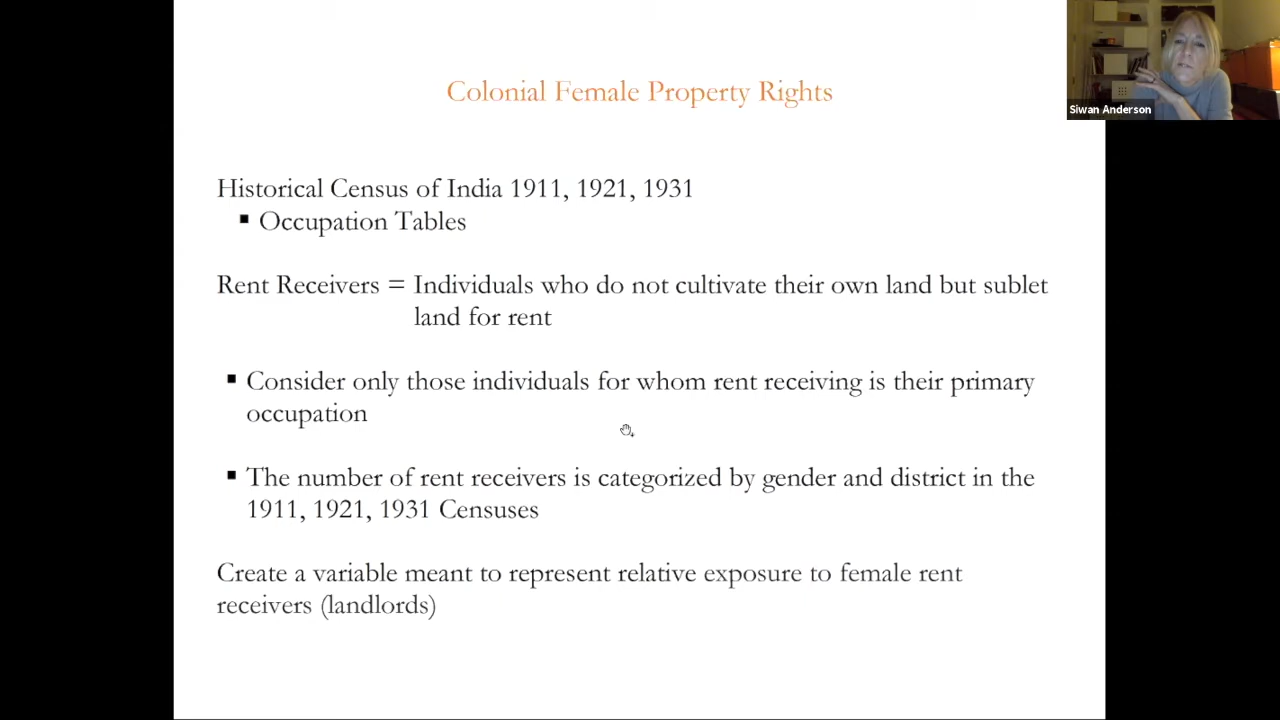 Colonial Female Property Rights
Siwan Anderson
Historical Census of India 1911, 1921, 1931
▪ Occupation Tables
Rent Receivers = Individuals who do not cultivate their own land but sublet
land for rent
▪ Consider only those individuals for whom rent receiving is their primary
occupation
▪ The number of rent receivers is categorized by gender and district in the
1911, 1921, 1931 Censuses
Create a variable meant to represent relative exposure to female rent
receivers (landlords)